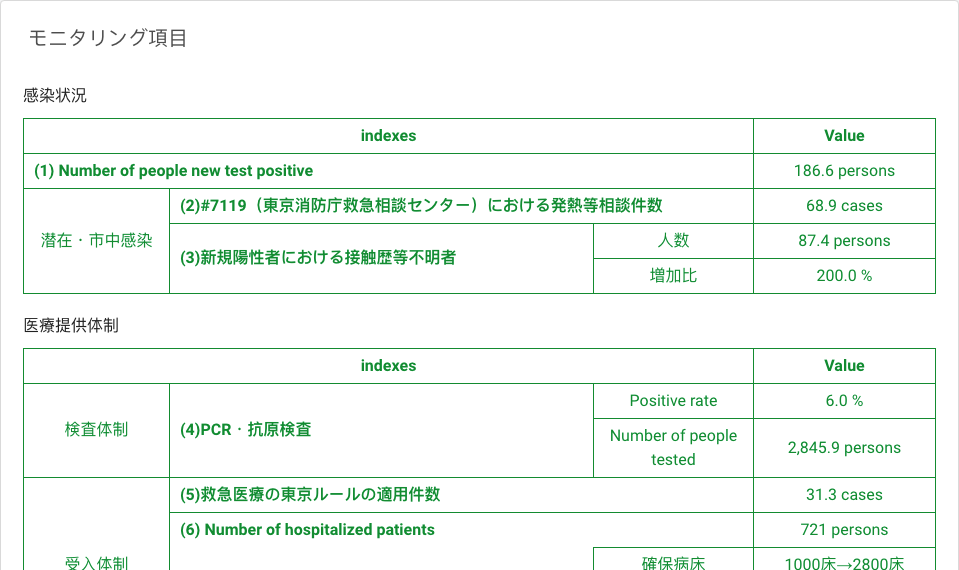 モニタリング項目
感染状況
indexes Value
(1) Number of people new test positive 186.6 persons
潜在・市中感染 (2)#7119（東京消防庁救急相談センター）における発熱等相談件数 68.9 cases
(3)新規陽性者における接触歴等不明者 人数 87.4 persons
増加比 200.0 %
医療提供体制
indexes Value
検査体制 (4)PCR・抗原検査 Positive rate 6.0 %
Number of people tested 2,845.9 persons
受入体制 (5)救急医療の東京ルールの適用件数 31.3 cases
(6) Number of hospitalized patients 721 persons
確保病床 1000床→2800床